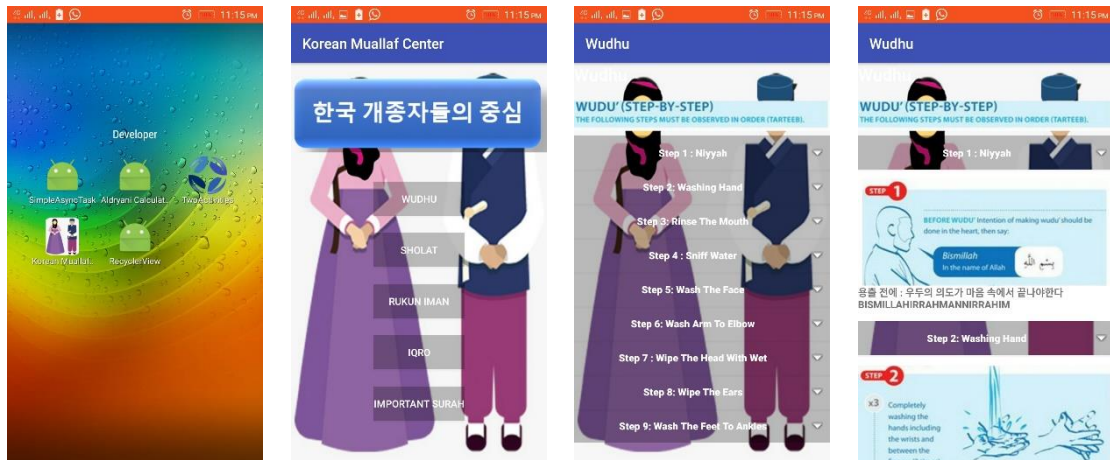 11:15 PM
Developer
SimpleAsyncTask
Aldryani Calculat..
TwoActivities
Korean Muallaf..
RecyclerView
11:15 PM
Korean Muallaf Center
한국 개종자들의 중심
WUDHU
SHOLAT
RUKUN IMAN
IQRO
IMPORTANT SURAH
11:15 PM
Wudhu
Wudhu
WUDU' (STEP-BY-STEP)
THE FOLLOWING STEPS MUST BE OBSERVED IN ORDER (TARTEEB).
Step 1 : Niyyah
Step 2: Washing Hand
Step 3: Rinse The Mouth
Step 4 : Sniff Water
Step 5: Wash The Face
Step 6: Wash Arm To Elbow
Step 7 : Wipe The Head With Wet
Step 8: Wipe The Ears
Step 9: Wash The Feet To Ankles
11:15 PM
Wudhu
Wudhu
WUDU' (STEP-BY-STEP)
THE FOLLOWING STEPS MUST BE OBSERVED IN ORDER (TARTEEB).
Step 1 : Niyyah
STEP 1
BEFORE WUDU' Intention of making wudu' should be
done in the heart, then say:
Bismillah
In the name of Allah
بِسْمِ اللَّهِ
용출 전에 : 우두의 의도가 마음 속에서 끝나야한다
BISMILLAHIRRAHMANNIRRAHIM
Step 2: Washing Hand
STEP 2
x3
Completely
washing the
hands including
the wrists and
between the